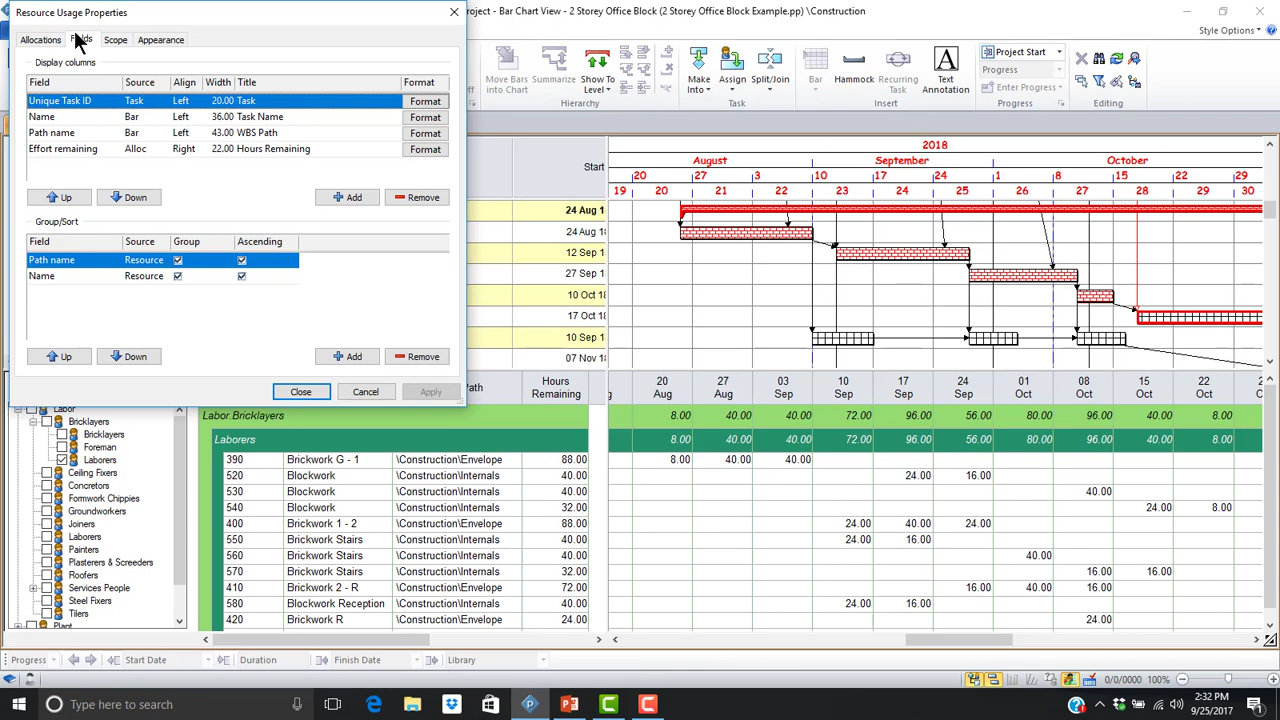 Resource Usage Properties
roject - Bar Chart View - 2 Storey Office Block (2 Storey Office Block Example.pp) \Construction
Style Options
Allocations Fields Scope Appearance
Display columns
Field Source Align Width Title Format
Unique Task ID Task Left 20.00 Task Format
Name Bar Left 36.00 Task Name Format
Path name Bar Left 43.00 WBS Path Format
Effort remaining Alloc Right 22.00 Hours Remaining Format
Up Down Add Remove
Group/Sort
Field Source Group Ascending
Path name Resource
Name Resource
Up Down Add Remove
Close Cancel Apply
Move Bars into Chart
Summarize
Show To Level
Hierarchy
Make Into
Assign
Split/Join
Task
Bar
Hammock
Recurring Task
Text Annotation
Insert
Project Start
Progress
Enter Progress
Progress
Editing
Start
2018
August September October
20 27 3 10 17 24 1 8 15 22 29
19 20 21 22 23 24 25 26 27 28 29 30
24 Aug 1
24 Aug 18
12 Sep 1
27 Sep 1
10 Oct 1
17 Oct 1
10 Sep 1
07 Nov 1
Labor
Bricklayers
Bricklayers
Foreman
Laborers
Ceiling Fixers
Concretors
Formwork Chippies
Groundworkers
Joiners
Laborers
Painters
Plasterers & Screeders
Roofers
Services People
Steel Fixers
Tilers
Plant
Path Hours Remaining 20 Aug 27 Aug 03 Sep 10 Sep 17 Sep 24 Sep 01 Oct 08 Oct 15 Oct 22 Oct
Labor.Bricklayers 8.00 40.00 40.00 72.00 96.00 56.00 80.00 96.00 40.00 8.00
Laborers 8.00 40.00 40.00 72.00 96.00 56.00 80.00 96.00 40.00 8.00
390 Brickwork G - 1 \Construction\Envelope 88.00 8.00 40.00 40.00
520 Blockwork \Construction\Internals 40.00 24.00 16.00
530 Blockwork \Construction\Internals 40.00 40.00
540 Blockwork \Construction\Internals 32.00 24.00 8.00
400 Brickwork 1 - 2 \Construction\Envelope 88.00 24.00 40.00 24.00
550 Brickwork Stairs \Construction\Internals 40.00 24.00 16.00
560 Brickwork Stairs \Construction\Internals 40.00 40.00
570 Brickwork Stairs \Construction\Internals 32.00 16.00 16.00
410 Brickwork 2 - R \Construction\Envelope 72.00 16.00 40.00 16.00
580 Blockwork Reception \Construction\Internals 40.00 24.00 16.00
420 Brickwork R \Construction\Envelope 24.00 24.00
Progress Start Date Duration Finish Date Library
0/0/0000 100%
Type here to search
2:32 PM
9/25/2017